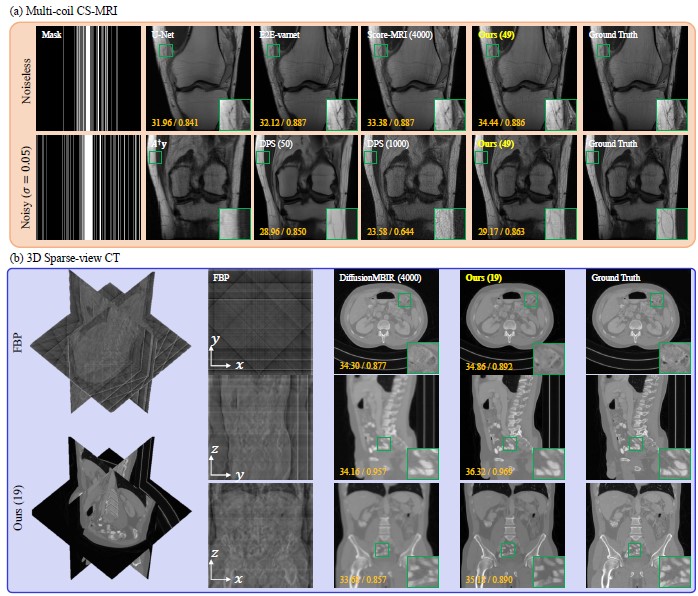 (a) Multi-coil CS-MRI
Noiseless
Mask
U-Net
E2E-varnet
Score-MRI (4000)
Ours (49)
Ground Truth
31.96 / 0.841
32.12 / 0.887
33.38 / 0.887
34.44 / 0.886
Noisy (σ = 0.05)
A†y
DPS (50)
DPS (1000)
Ours (49)
Ground Truth
28.96 / 0.850
23.58 / 0.644
29.17 / 0.863
(b) 3D Sparse-view CT
FBP
FBP
DiffusionMBIR (4000)
Ours (19)
Ground Truth
y
x
34.30 / 0.877
34.86 / 0.892
z
y
34.16 / 0.957
36.32 / 0.969
Ours (19)
z
x